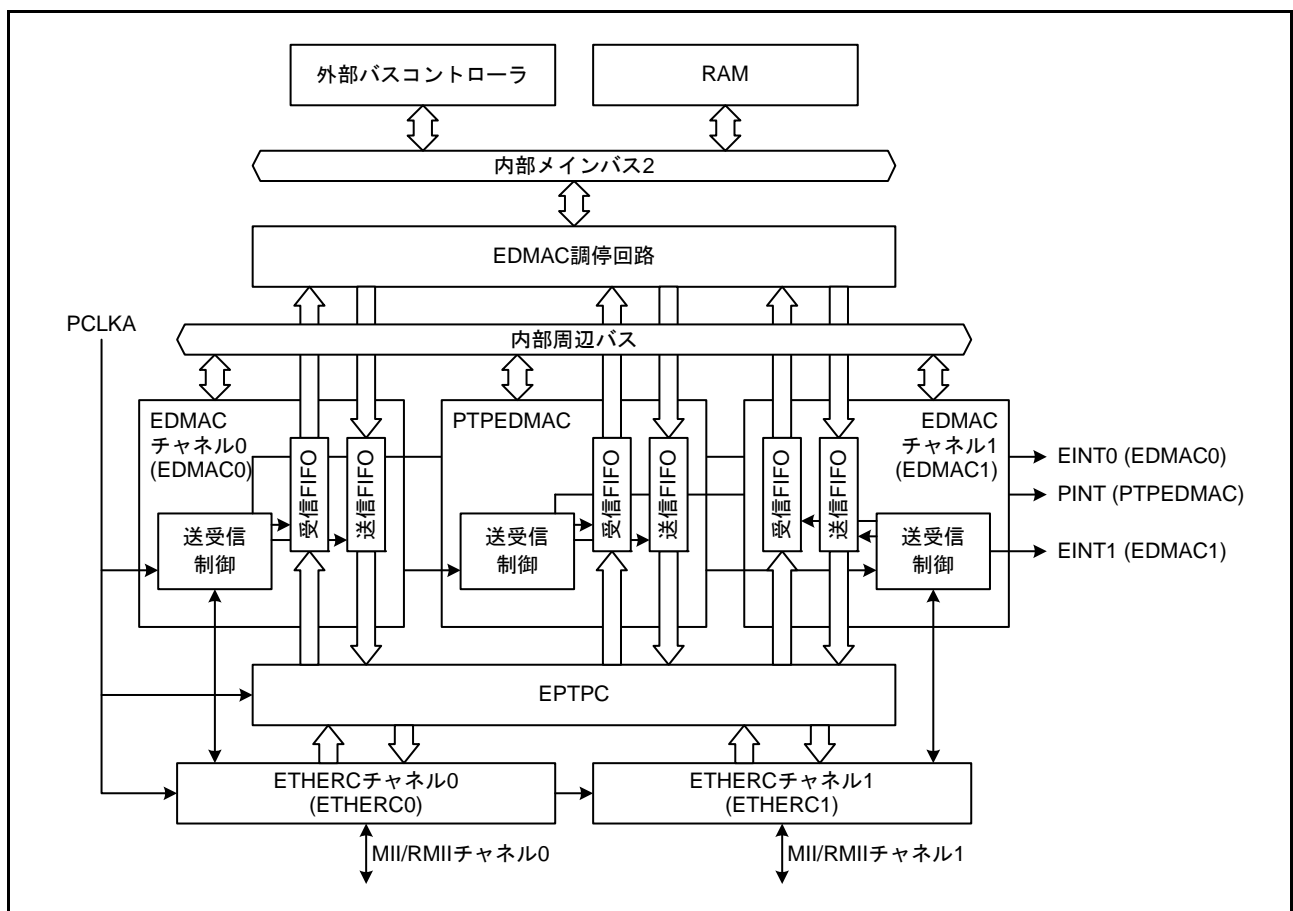 外部バスコントローラ
RAM
内部メインバス2
EDMAC調停回路
PCLKA
内部周辺バス
EDMAC
チャネル0
(EDMAC0)
受信FIFO
送信FIFO
送受信
制御
PTPEDMAC
受信FIFO
送信FIFO
送受信
制御
EDMAC
チャネル1
(EDMAC1)
受信FIFO
送信FIFO
送受信
制御
EINT0 (EDMAC0)
PINT (PTPEDMAC)
EINT1 (EDMAC1)
EPTPC
ETHERCチャネル0
(ETHERC0)
ETHERCチャネル1
(ETHERC1)
MII/RMIIチャネル0
MII/RMIIチャネル1